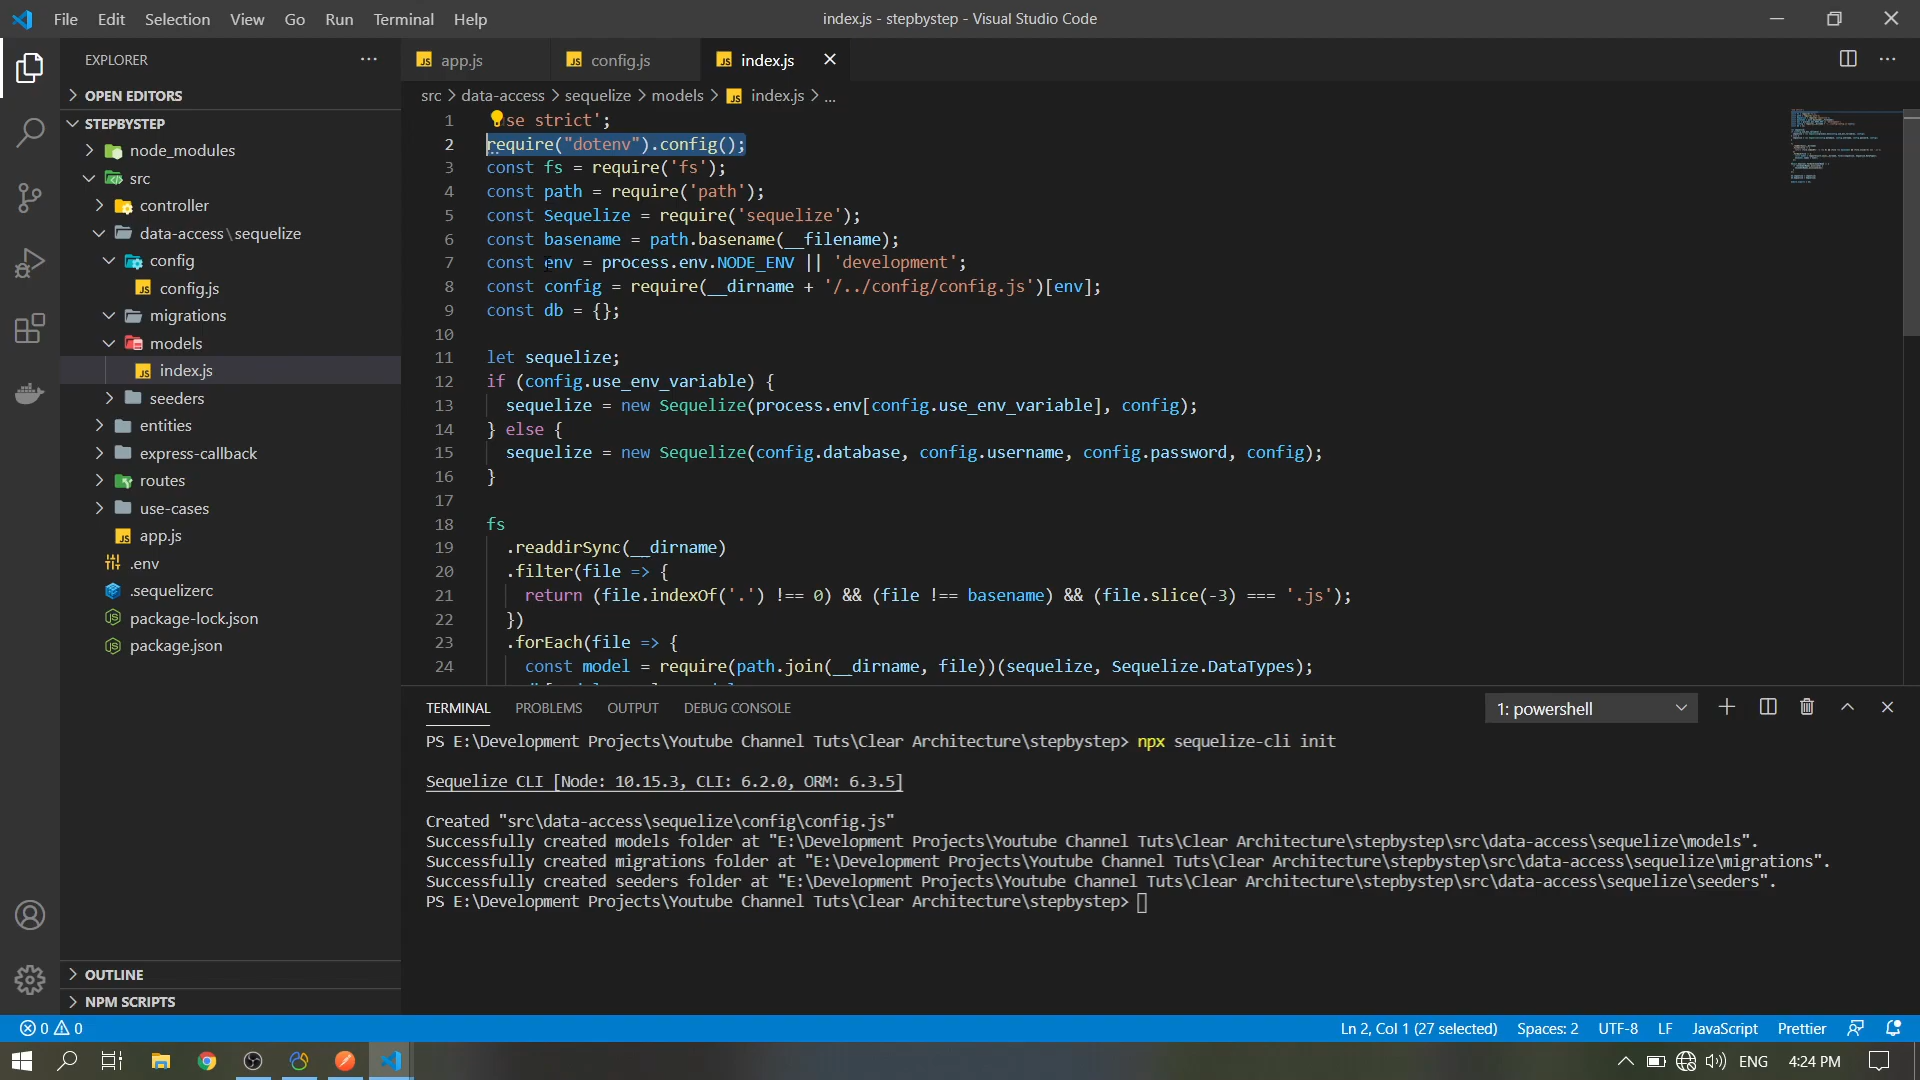 File Edit Selection View Go Run Terminal Help
index.js - stepbystep - Visual Studio Code
EXPLORER
OPEN EDITORS
STEPBYSTEP
node_modules
src
controller
data-access\sequelize
config
config.js
migrations
models
index.js
seeders
entities
express-callback
routes
use-cases
app.js
.env
.sequelizerc
package-lock.json
package.json
OUTLINE
NPM SCRIPTS
app.js config.js index.js
src > data-access > sequelize > models > index.js > ...
1 se strict';
2 require("dotenv").config();
3 const fs = require('fs');
4 const path = require('path');
5 const Sequelize = require('sequelize');
6 const basename = path.basename(__filename);
7 const env = process.env.NODE_ENV || 'development';
8 const config = require(__dirname + '/../config/config.js')[env];
9 const db = {};
10
11 let sequelize;
12 if (config.use_env_variable) {
13 sequelize = new Sequelize(process.env[config.use_env_variable], config);
14 } else {
15 sequelize = new Sequelize(config.database, config.username, config.password, config);
16 }
17
18 fs
19 .readdirSync(__dirname)
20 .filter(file => {
21 return (file.indexOf('.') !== 0) && (file !== basename) && (file.slice(-3) === '.js');
22 })
23 .forEach(file => {
24 const model = require(path.join(__dirname, file))(sequelize, Sequelize.DataTypes);
TERMINAL PROBLEMS OUTPUT DEBUG CONSOLE
1: powershell
PS E:\Development Projects\Youtube Channel Tuts\Clear Architecture\stepbystep> npx sequelize-cli init
Sequelize CLI [Node: 10.15.3, CLI: 6.2.0, ORM: 6.3.5]
Created "src\data-access\sequelize\config\config.js"
Successfully created models folder at "E:\Development Projects\Youtube Channel Tuts\Clear Architecture\stepbystep\src\data-access\sequelize\models".
Successfully created migrations folder at "E:\Development Projects\Youtube Channel Tuts\Clear Architecture\stepbystep\src\data-access\sequelize\migrations".
Successfully created seeders folder at "E:\Development Projects\Youtube Channel Tuts\Clear Architecture\stepbystep\src\data-access\sequelize\seeders".
PS E:\Development Projects\Youtube Channel Tuts\Clear Architecture\stepbystep>
0 0
Ln 2, Col 1 (27 selected) Spaces: 2 UTF-8 LF JavaScript Prettier
ENG 4:24 PM